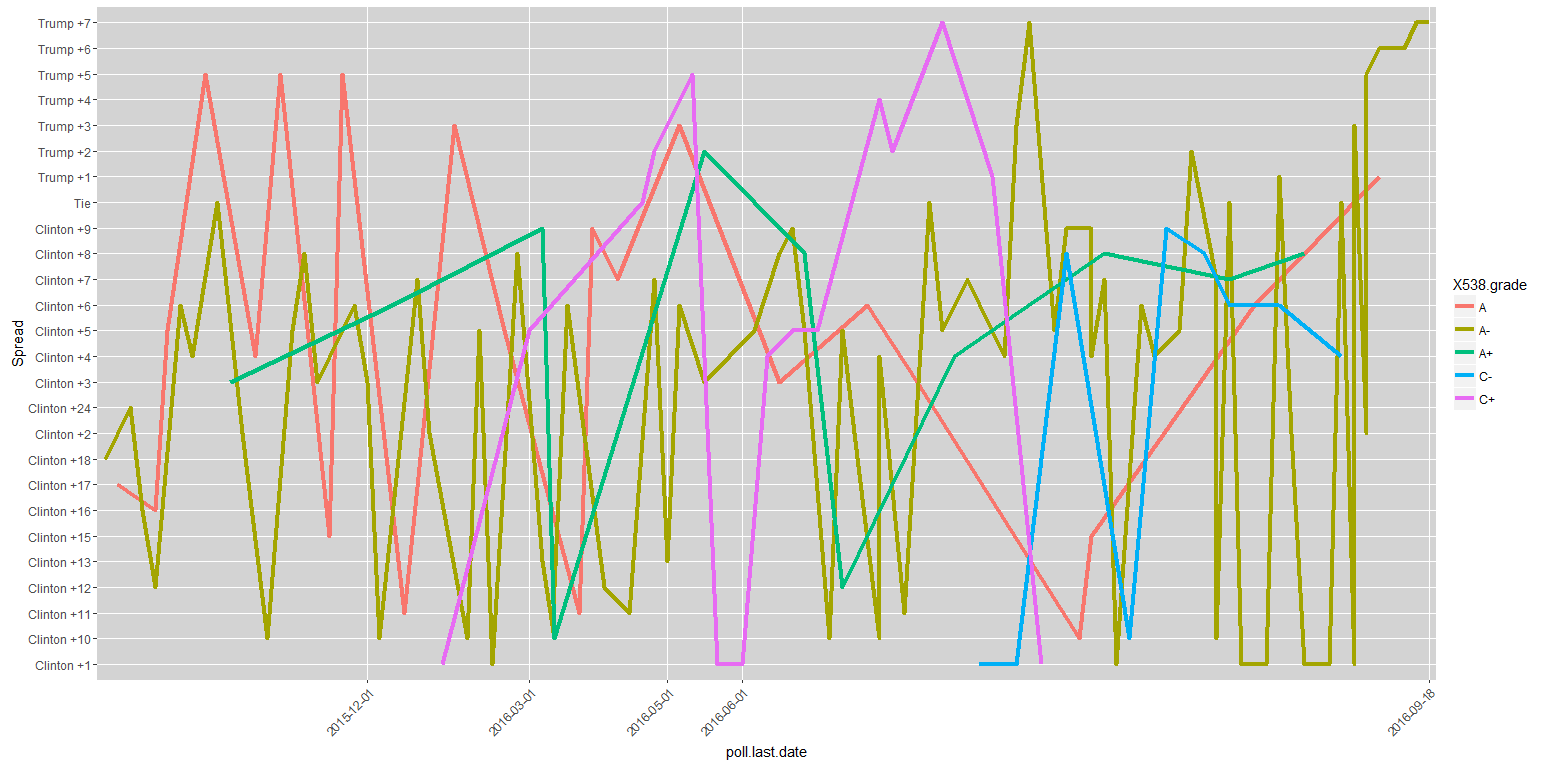 Trump +7
Trump +6
Trump +5
Trump +4
Trump +3
Trump +2
Trump +1
Tie
Clinton +9
Clinton +8
Clinton +7
Clinton +6
Clinton +5
Clinton +4
Clinton +3
Clinton +24
Clinton +2
Clinton +18
Clinton +17
Clinton +16
Clinton +15
Clinton +13
Clinton +12
Clinton +11
Clinton +10
Clinton +1
Spread
2015-12-01
2016-03-01
2016-05-01
2016-06-01
2016-09-18
poll.last.date
X538.grade
A
A-
A+
C-
C+